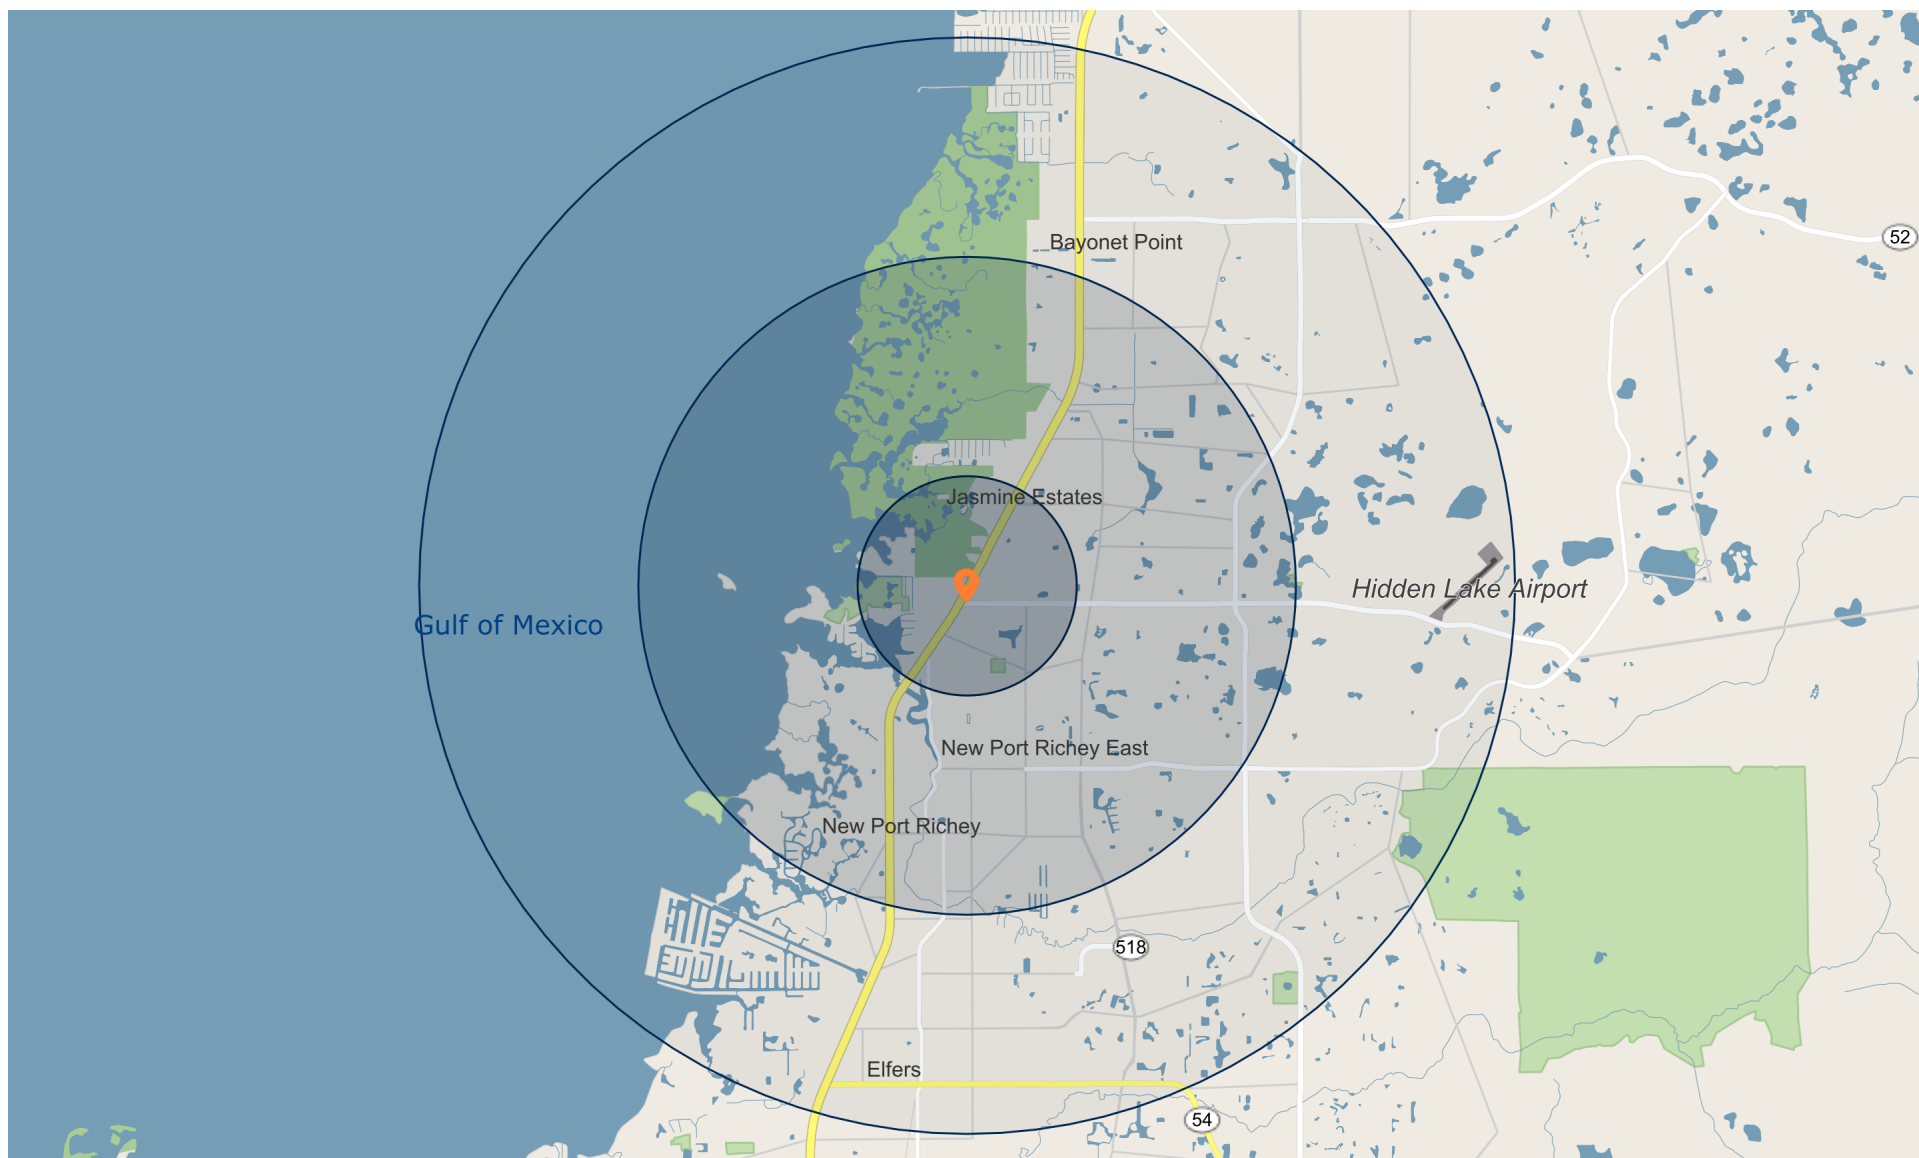 52
Bayonet Point
Jasmine Estates
Hidden Lake Airport
Gulf of Mexico
New Port Richey East
New Port Richey
518
Elfers
54